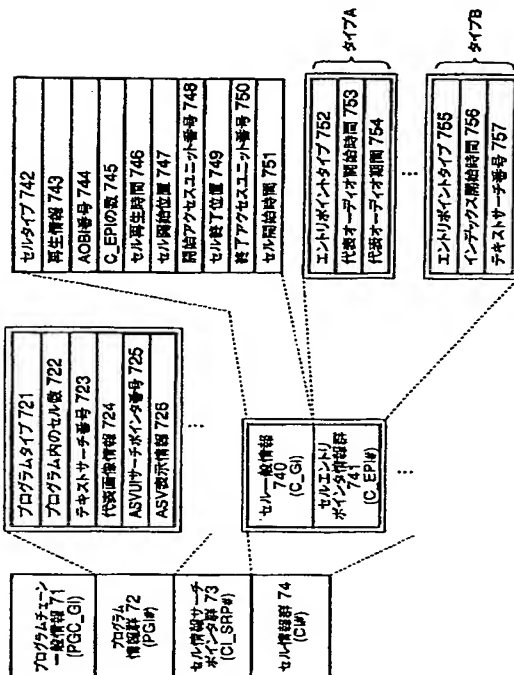 プログラムチェーン
一般情報 71
(PGC_GI)
プログラム
情報群 72
(PGI#)
セル情報サーチ
ポインタ群 73
(CI_SRP#)
セル情報群 74
(CI#)
プログラムタイプ 721
プログラム内のセル数 722
テキストサーチ番号 723
代表画像情報 724
ASVUIサーチポインタ番号 725
ASV表示情報 726
セル一般情報
740
(C_GI)
セルエントリ
ポインタ情報群
741
(C_EPI#)
セルタイプ 742
再生情報 743
AOBI番号 744
C_EPIの数 745
セル再生時間 746
セル開始位置 747
開始アクセスユニット番号 748
セル終了位置 749
終了アクセスユニット番号 750
セル開始時間 751
エントリポイントタイプ 752
代表オーディオ開始時間 753
代表オーディオ期間 754
タイプA
エントリポイントタイプ 755
インデックス開始時間 756
テキストサーチ番号 757
タイプB